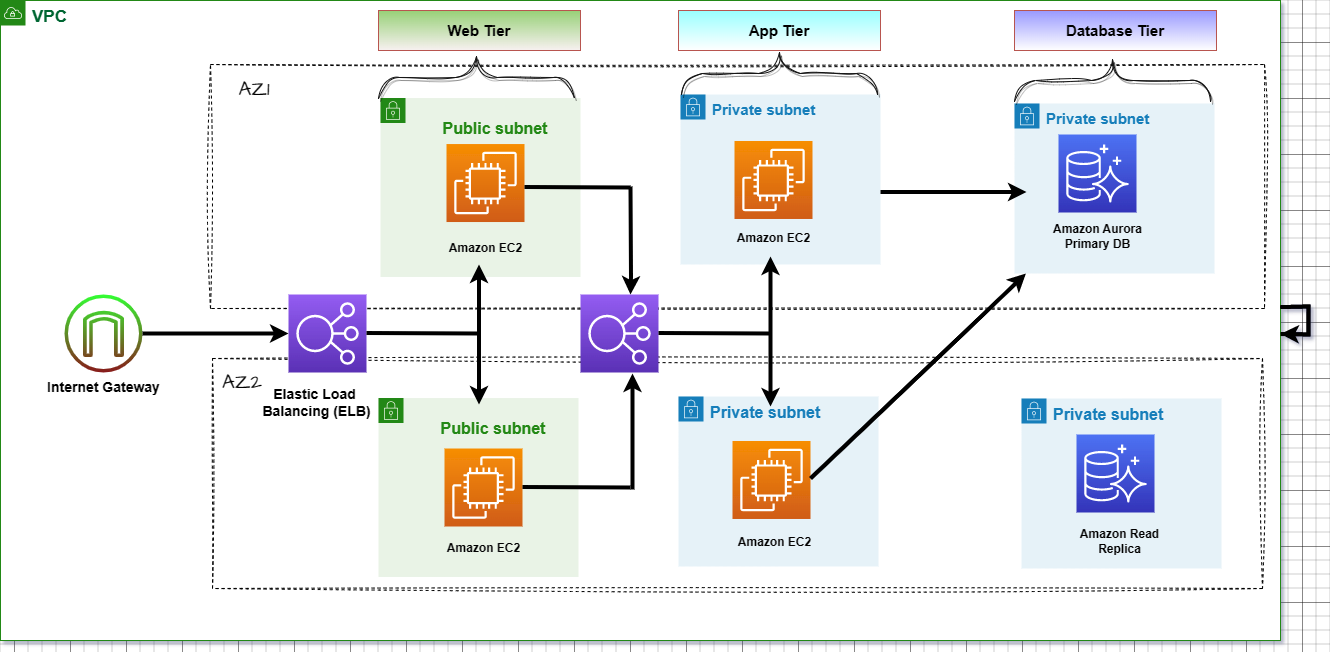 VPC
Web Tier
App Tier
Database Tier
AZ1
Public subnet
Amazon EC2
Private subnet
Amazon EC2
Private subnet
Amazon Aurora
Primary DB
Internet Gateway
Elastic Load
Balancing (ELB)
AZ2
Public subnet
Amazon EC2
Private subnet
Amazon EC2
Private subnet
Amazon Read
Replica